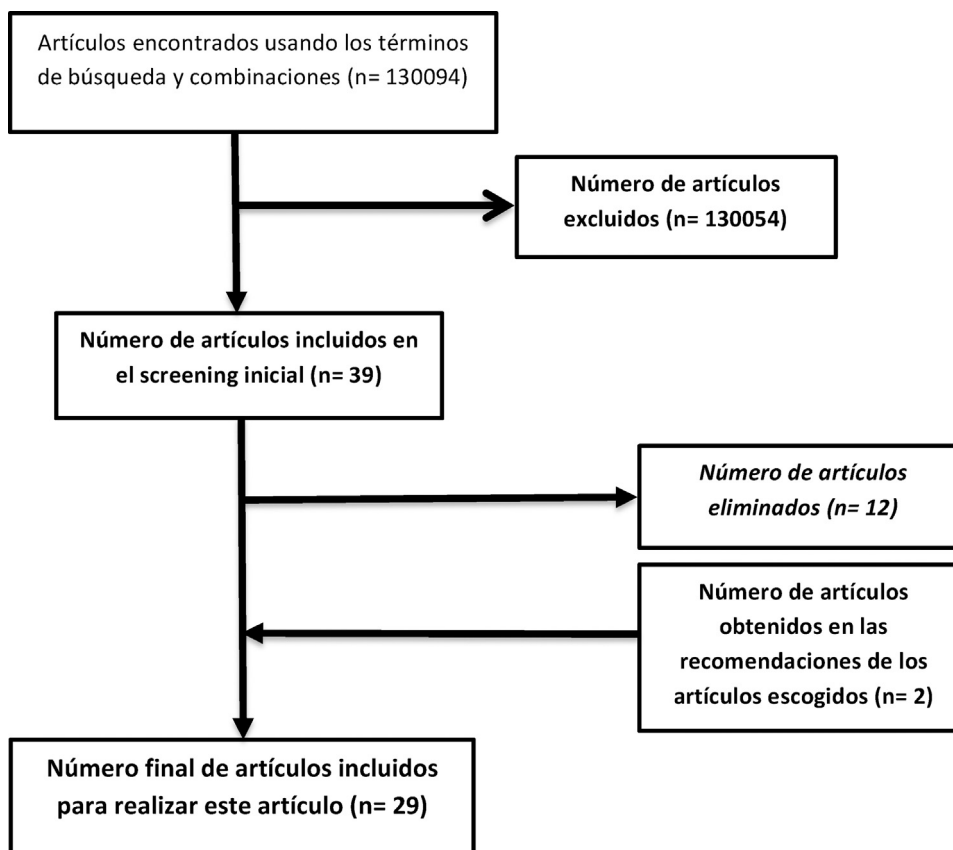 Artículos encontrados usando los términos
de búsqueda y combinaciones (n= 130094)
Número de artículos
excluidos (n= 130054)
Número de artículos incluidos en
el screening inicial (n= 39)
Número de artículos
eliminados (n= 12)
Número de artículos
obtenidos en las
recomendaciones de los
artículos escogidos (n= 2)
Número final de artículos incluidos
para realizar este artículo (n= 29)